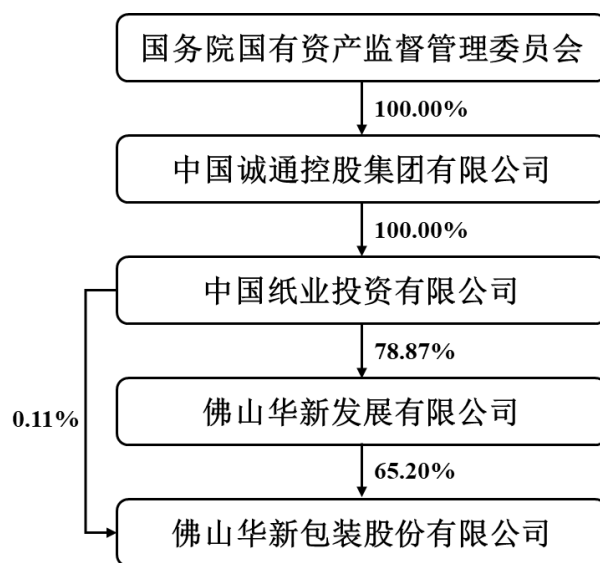 国务院国有资产监督管理委员会
100.00%
中国诚通控股集团有限公司
100.00%
中国纸业投资有限公司
78.87%
佛山华新发展有限公司
0.11%
65.20%
佛山华新包装股份有限公司